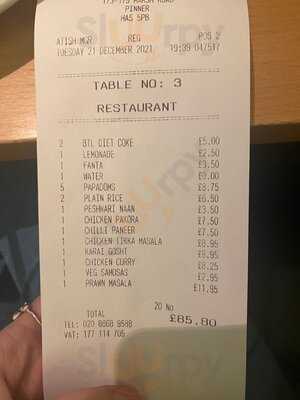 173-175 MARSH ROAD
PINNER
HA5 5PB
ATISH MGR REG POS 2
TUESDAY 21 DECEMBER 2021 19:39 04/517
TABLE NO: 3
RESTAURANT
2 BTL DIET COKE £5.00
1 LEMONADE £2.50
1 FANTA £3.50
1 WATER £0.00
5 PAPADOMS £8.75
2 PLAIN RICE £6.50
1 PESHWARI NAAN £3.50
1 CHICKEN PAKORA £7.50
1 CHILLI PANEER £7.50
1 CHICKEN TIKKA MASALA £8.95
1 KARAI GOSHT £8.95
1 CHICKEN CURRY £8.25
1 VEG SAMOSAS £2.95
1 PRAWN MASALA £11.95
20 No
TOTAL £85.80
TEL: 020 8868 9588
VAT: 177 114 706
Sluurpy